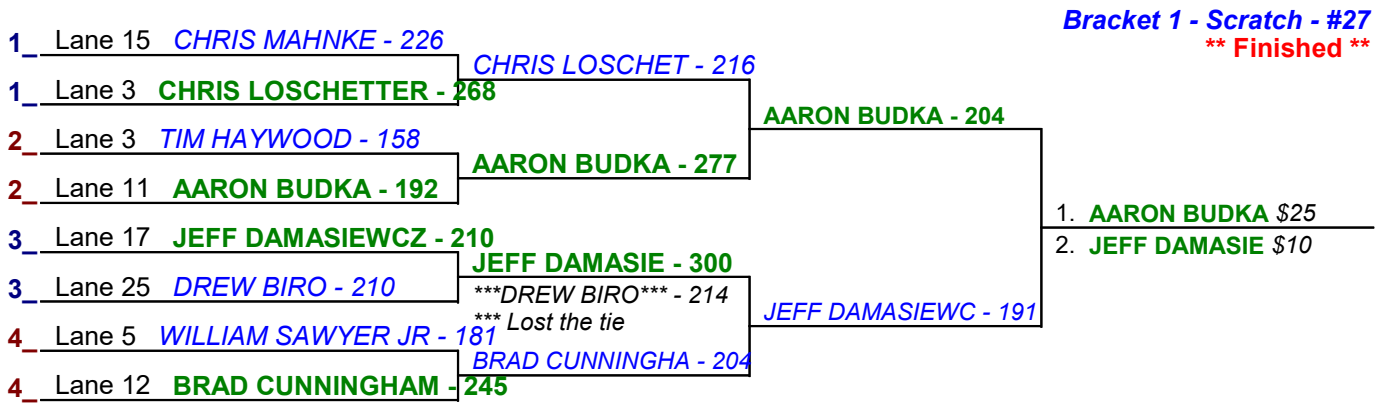 Bracket 1 - Scratch - #27
** Finished **
1_ Lane 15 CHRIS MAHNKE - 226
CHRIS LOSCHET - 216
1_ Lane 3 CHRIS LOSCHETTER - 268
AARON BUDKA - 204
2_ Lane 3 TIM HAYWOOD - 158
AARON BUDKA - 277
2_ Lane 11 AARON BUDKA - 192
1. AARON BUDKA $25
3_ Lane 17 JEFF DAMASIEWCZ - 210
2. JEFF DAMASIE $10
JEFF DAMASIE - 300
3_ Lane 25 DREW BIRO - 210
***DREW BIRO*** - 214
*** Lost the tie
JEFF DAMASIEWC - 191
4_ Lane 5 WILLIAM SAWYER JR - 181
BRAD CUNNINGHA - 204
4_ Lane 12 BRAD CUNNINGHAM - 245